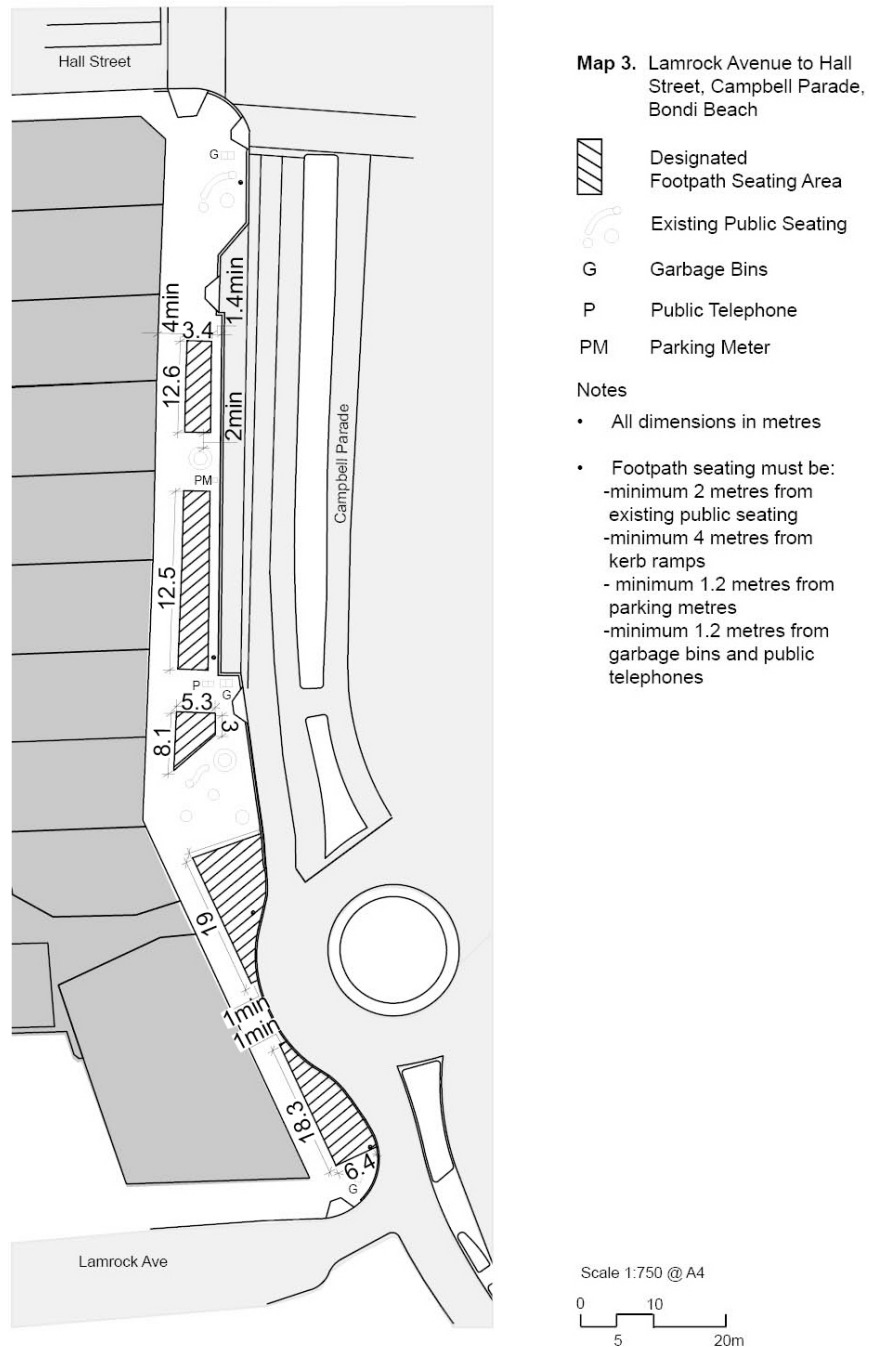 Hall Street
G
4min
3.4
1.4min
12.6
2min
PM
12.5
Campbell Parade
P
G
5.3
3
8.1
19
1min
1min
18.3
6.4
G
Lamrock Ave
Map 3. Lamrock Avenue to Hall
Street, Campbell Parade,
Bondi Beach
Designated
Footpath Seating Area
Existing Public Seating
G Garbage Bins
P Public Telephone
PM Parking Meter
Notes
• All dimensions in metres
• Footpath seating must be:
-minimum 2 metres from
existing public seating
-minimum 4 metres from
kerb ramps
- minimum 1.2 metres from
parking metres
-minimum 1.2 metres from
garbage bins and public
telephones
Scale 1:750 @ A4
0 10
5 20m